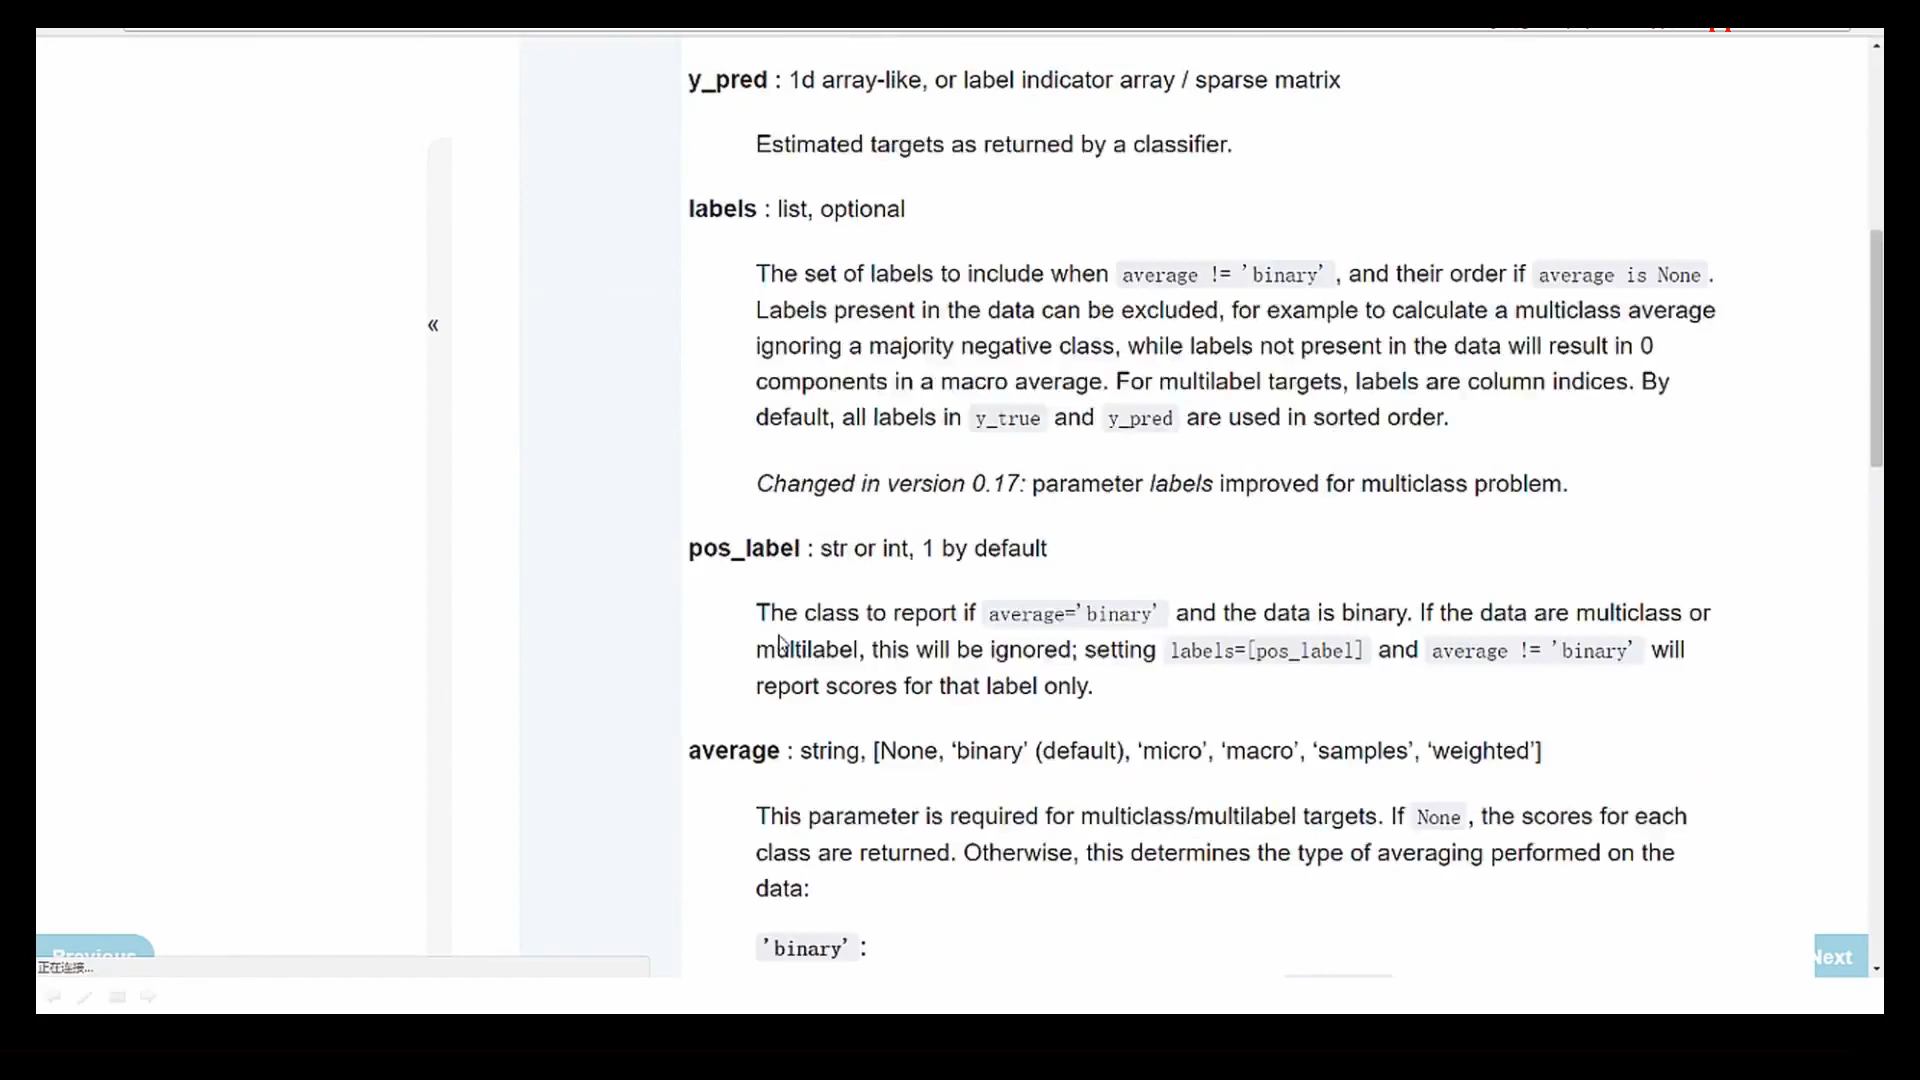 y_pred : 1d array-like, or label indicator array / sparse matrix
Estimated targets as returned by a classifier.
labels : list, optional
The set of labels to include when average != 'binary' , and their order if average is None .
Labels present in the data can be excluded, for example to calculate a multiclass average
ignoring a majority negative class, while labels not present in the data will result in 0
components in a macro average. For multilabel targets, labels are column indices. By
default, all labels in y_true and y_pred are used in sorted order.
«
Changed in version 0.17: parameter labels improved for multiclass problem.
pos_label : str or int, 1 by default
The class to report if average='binary' and the data is binary. If the data are multiclass or
multilabel, this will be ignored; setting labels=[pos_label] and average != 'binary' will
report scores for that label only.
average : string, [None, ‘binary’ (default), ‘micro’, ‘macro’, ‘samples’, ‘weighted’]
This parameter is required for multiclass/multilabel targets. If None , the scores for each
class are returned. Otherwise, this determines the type of averaging performed on the
data:
'binary' :
Previous
Next
正在连接...